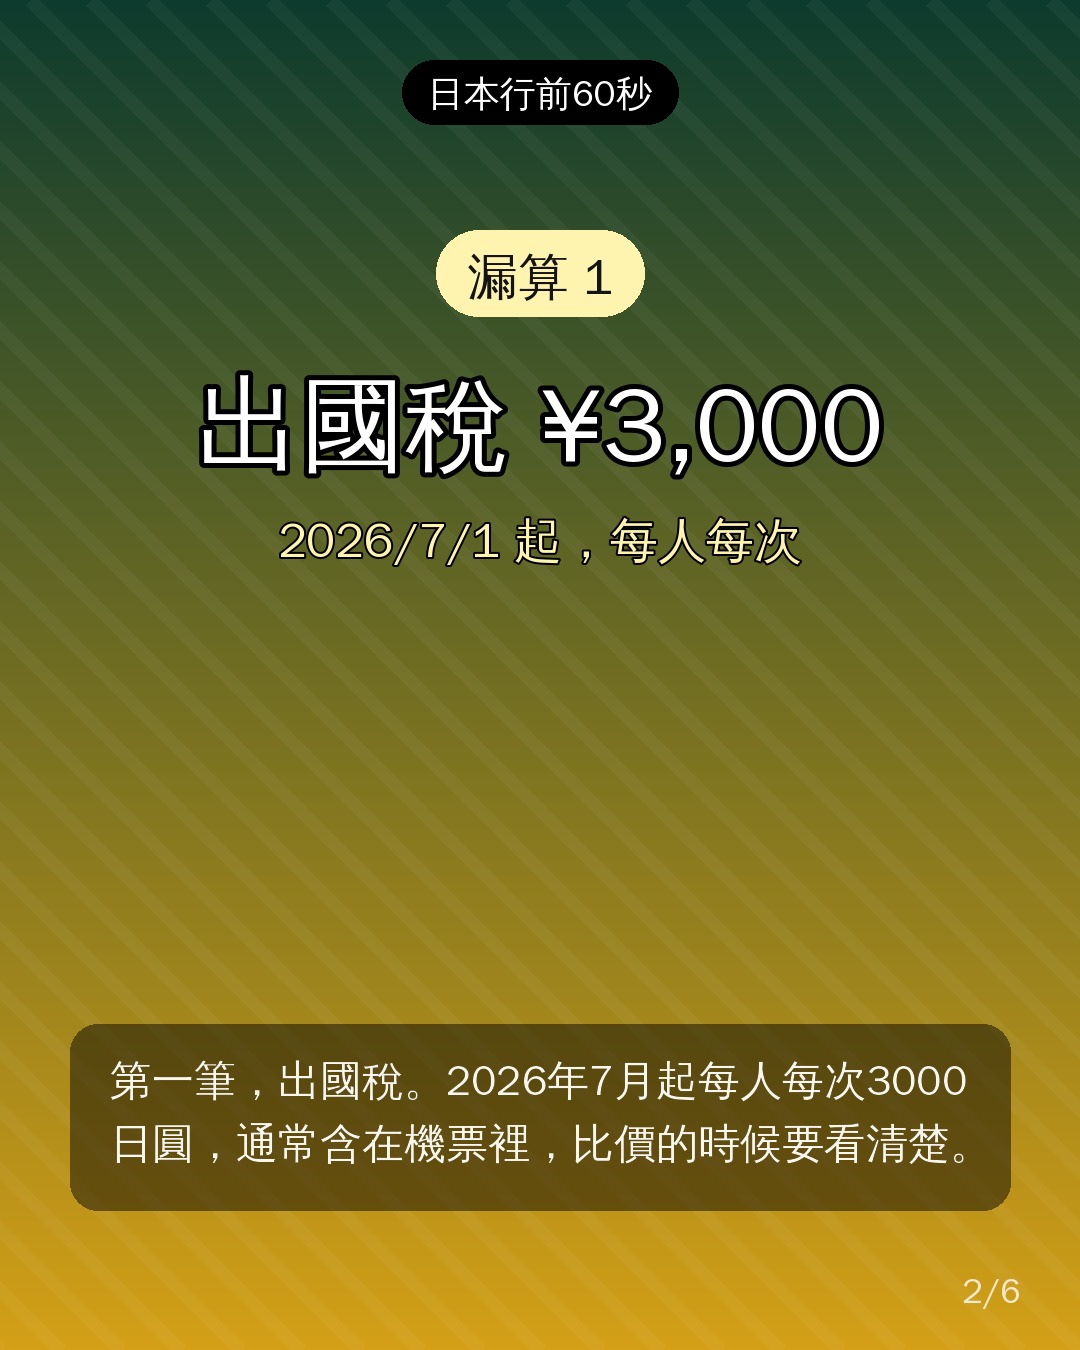 日本行前60秒
漏算 1
出國稅 ¥3,000
2026/7/1 起，每人每次
第一筆，出國稅。2026年7月起每人每次3000
日圓，通常含在機票裡，比價的時候要看清楚。
2/6